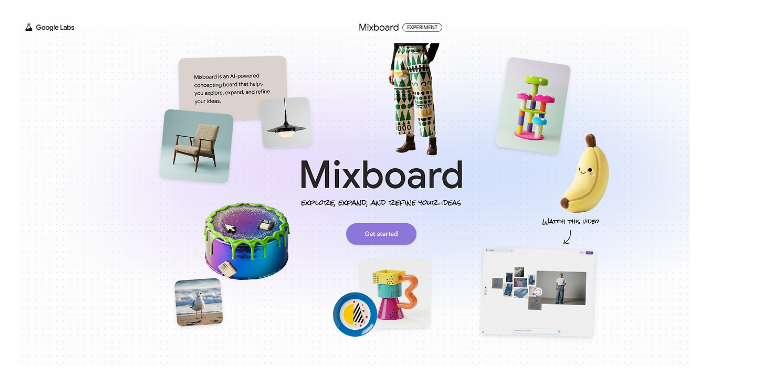 Google Labs
Mixboard EXPERIMENT
Mixboard is an AI-powered
concepting board that helps
you explore, expand, and refine
your ideas.
Mixboard
EXPLORE, EXPAND, AND REFINE YOUR IDEAS
Get started
WATCH THIS VIDEO